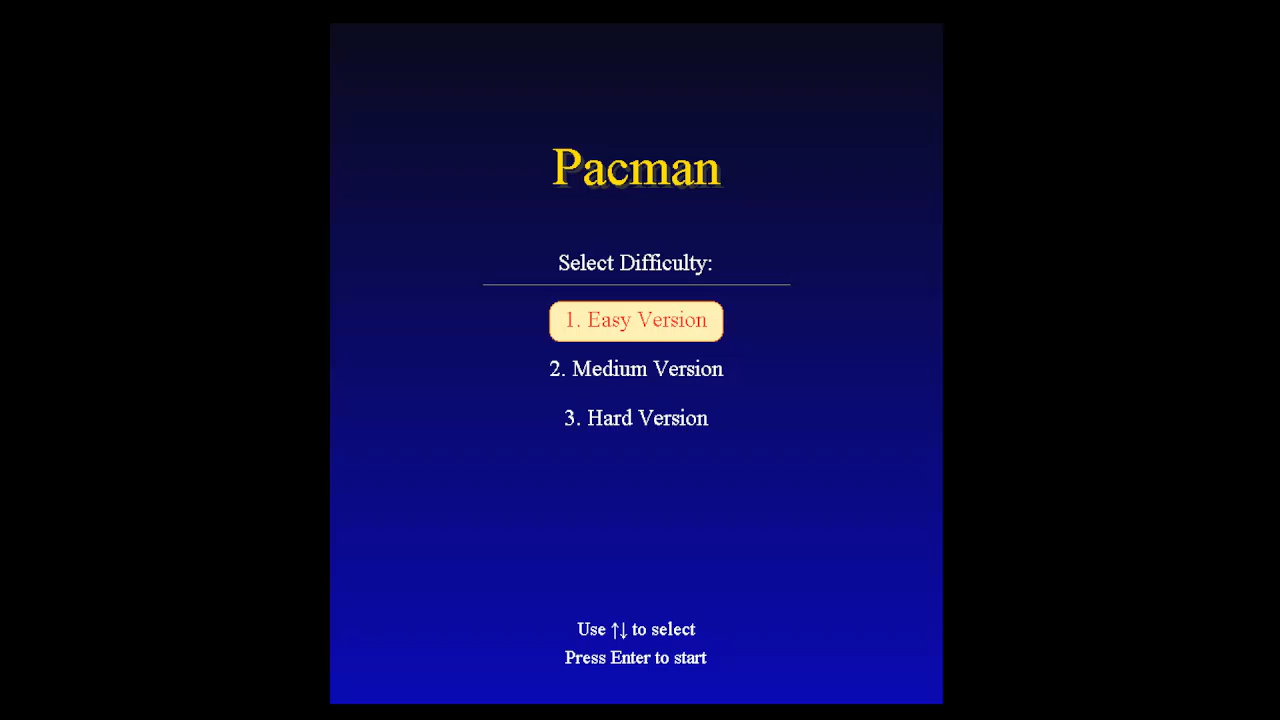 Pacman
Select Difficulty:
1. Easy Version
2. Medium Version
3. Hard Version
Use ↑↓ to select
Press Enter to start